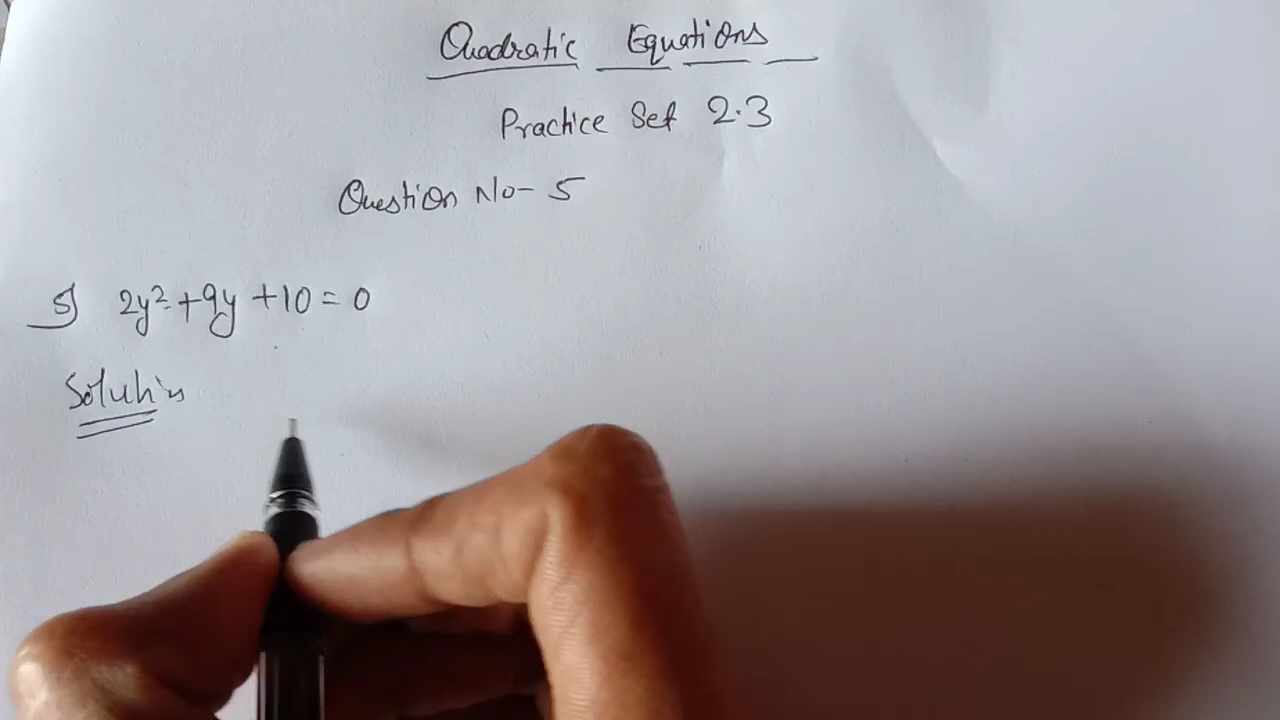 Quadratic Equations
Practice Set 2.3
Question No- 5
5) 2y²+9y+10=0
Solution